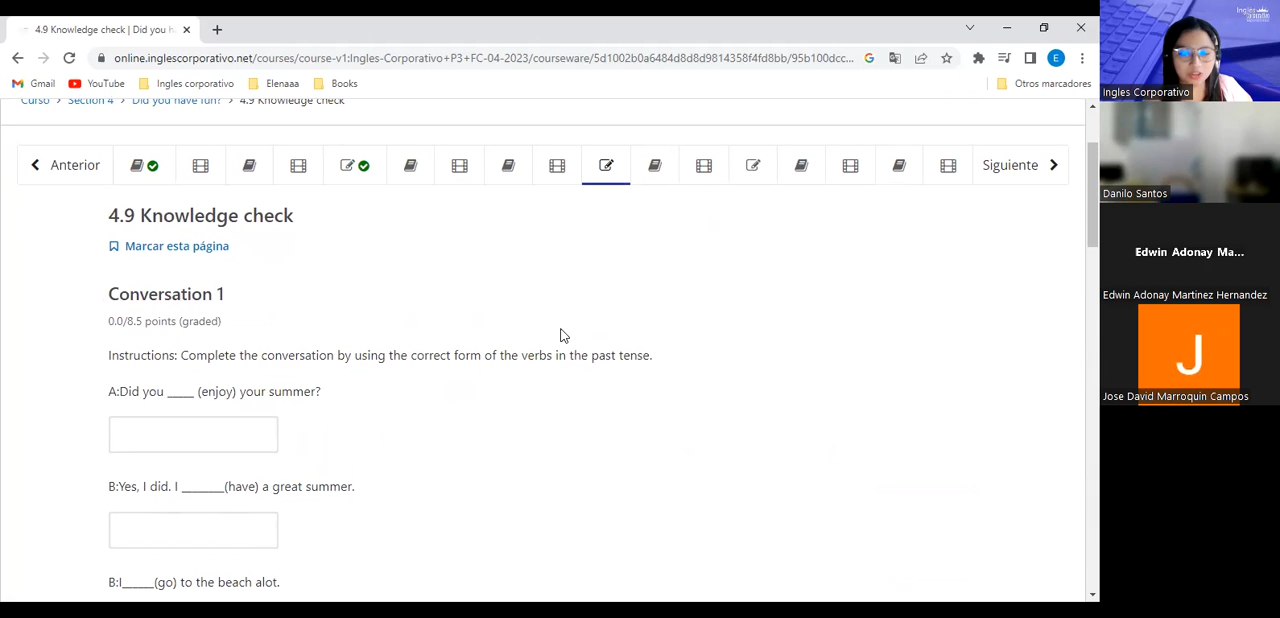 4.9 Knowledge check | Did you h
online.inglescorporativo.net/courses/course-v1:Ingles-Corporativo+P3+FC-04-2023/courseware/5d1002b0a6484d8d8d9814358f4fd8bb/95b100dcc...
E
Gmail
YouTube
Ingles corporativo
Elenaaa
Books
Otros marcadores
Curso > Section 4 > Did you have fun? > 4.9 Knowledge check
Anterior
Siguiente
4.9 Knowledge check
Marcar esta página
Conversation 1
0.0/8.5 points (graded)
Instructions: Complete the conversation by using the correct form of the verbs in the past tense.
A:Did you _____ (enjoy) your summer?
B:Yes, I did. I ________(have) a great summer.
B:I______(go) to the beach alot.
Ingles
Ingles Corporativo
Danilo Santos
Edwin Adonay Ma...
Edwin Adonay Martinez Hernandez
J
Jose David Marroquin Campos